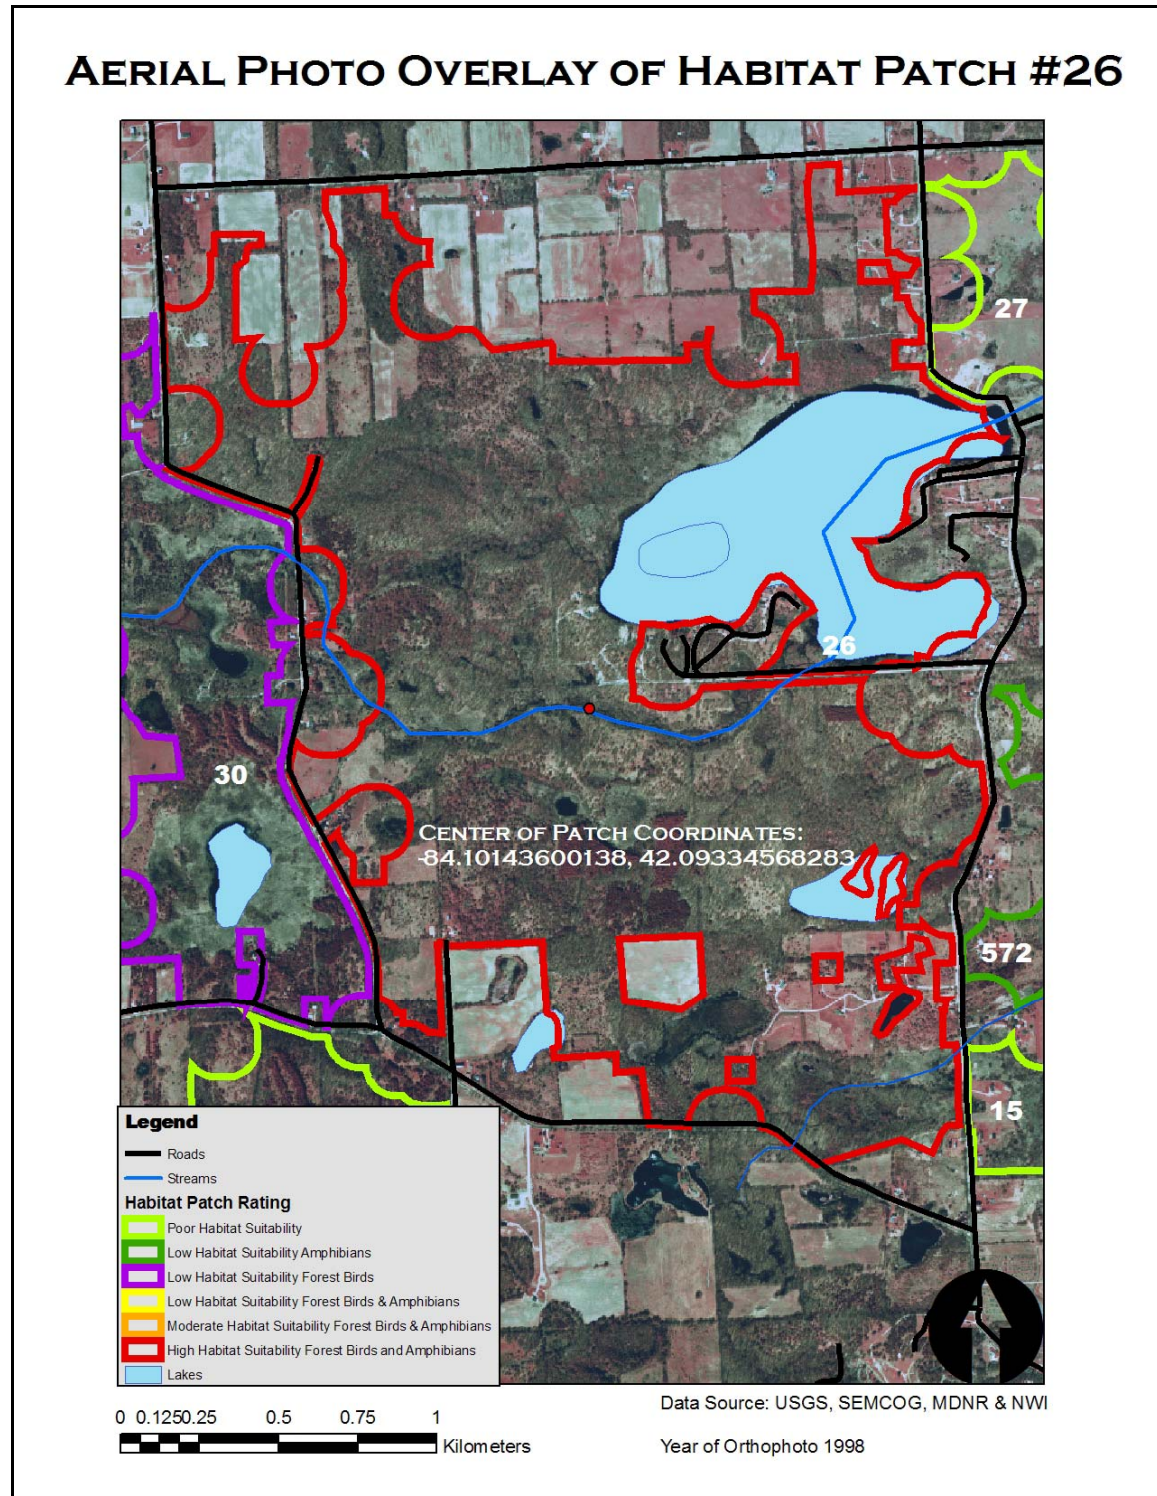 AERIAL PHOTO OVERLAY OF HABITAT PATCH #26
27
26
30
CENTER OF PATCH COORDINATES:
-84.10143600138, 42.09334568283
572
15
Legend
Roads
Streams
Habitat Patch Rating
Poor Habitat Suitability
Low Habitat Suitability Amphibians
Low Habitat Suitability Forest Birds
Low Habitat Suitability Forest Birds & Amphibians
Moderate Habitat Suitability Forest Birds & Amphibians
High Habitat Suitability Forest Birds and Amphibians
Lakes
0 0.1250.25 0.5 0.75 1
Kilometers
Data Source: USGS, SEMCOG, MDNR & NWI
Year of Orthophoto 1998